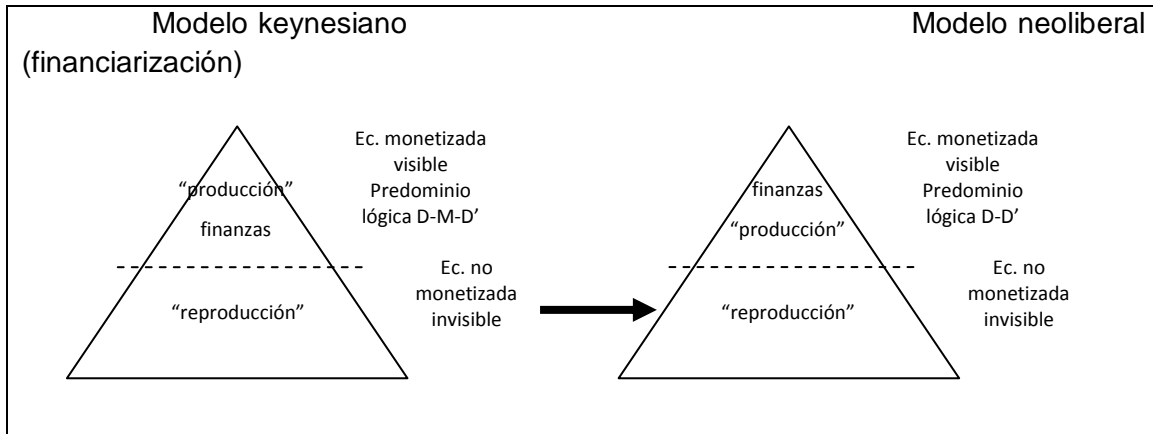 Modelo keynesiano
Modelo neoliberal
(financiarización)
“producción”
finanzas
Ec. monetizada
visible
Predominio
lógica D-M-D’
“reproducción”
Ec. no
monetizada
invisible
finanzas
“producción”
Ec. monetizada
visible
Predominio
lógica D-D’
“reproducción”
Ec. no
monetizada
invisible